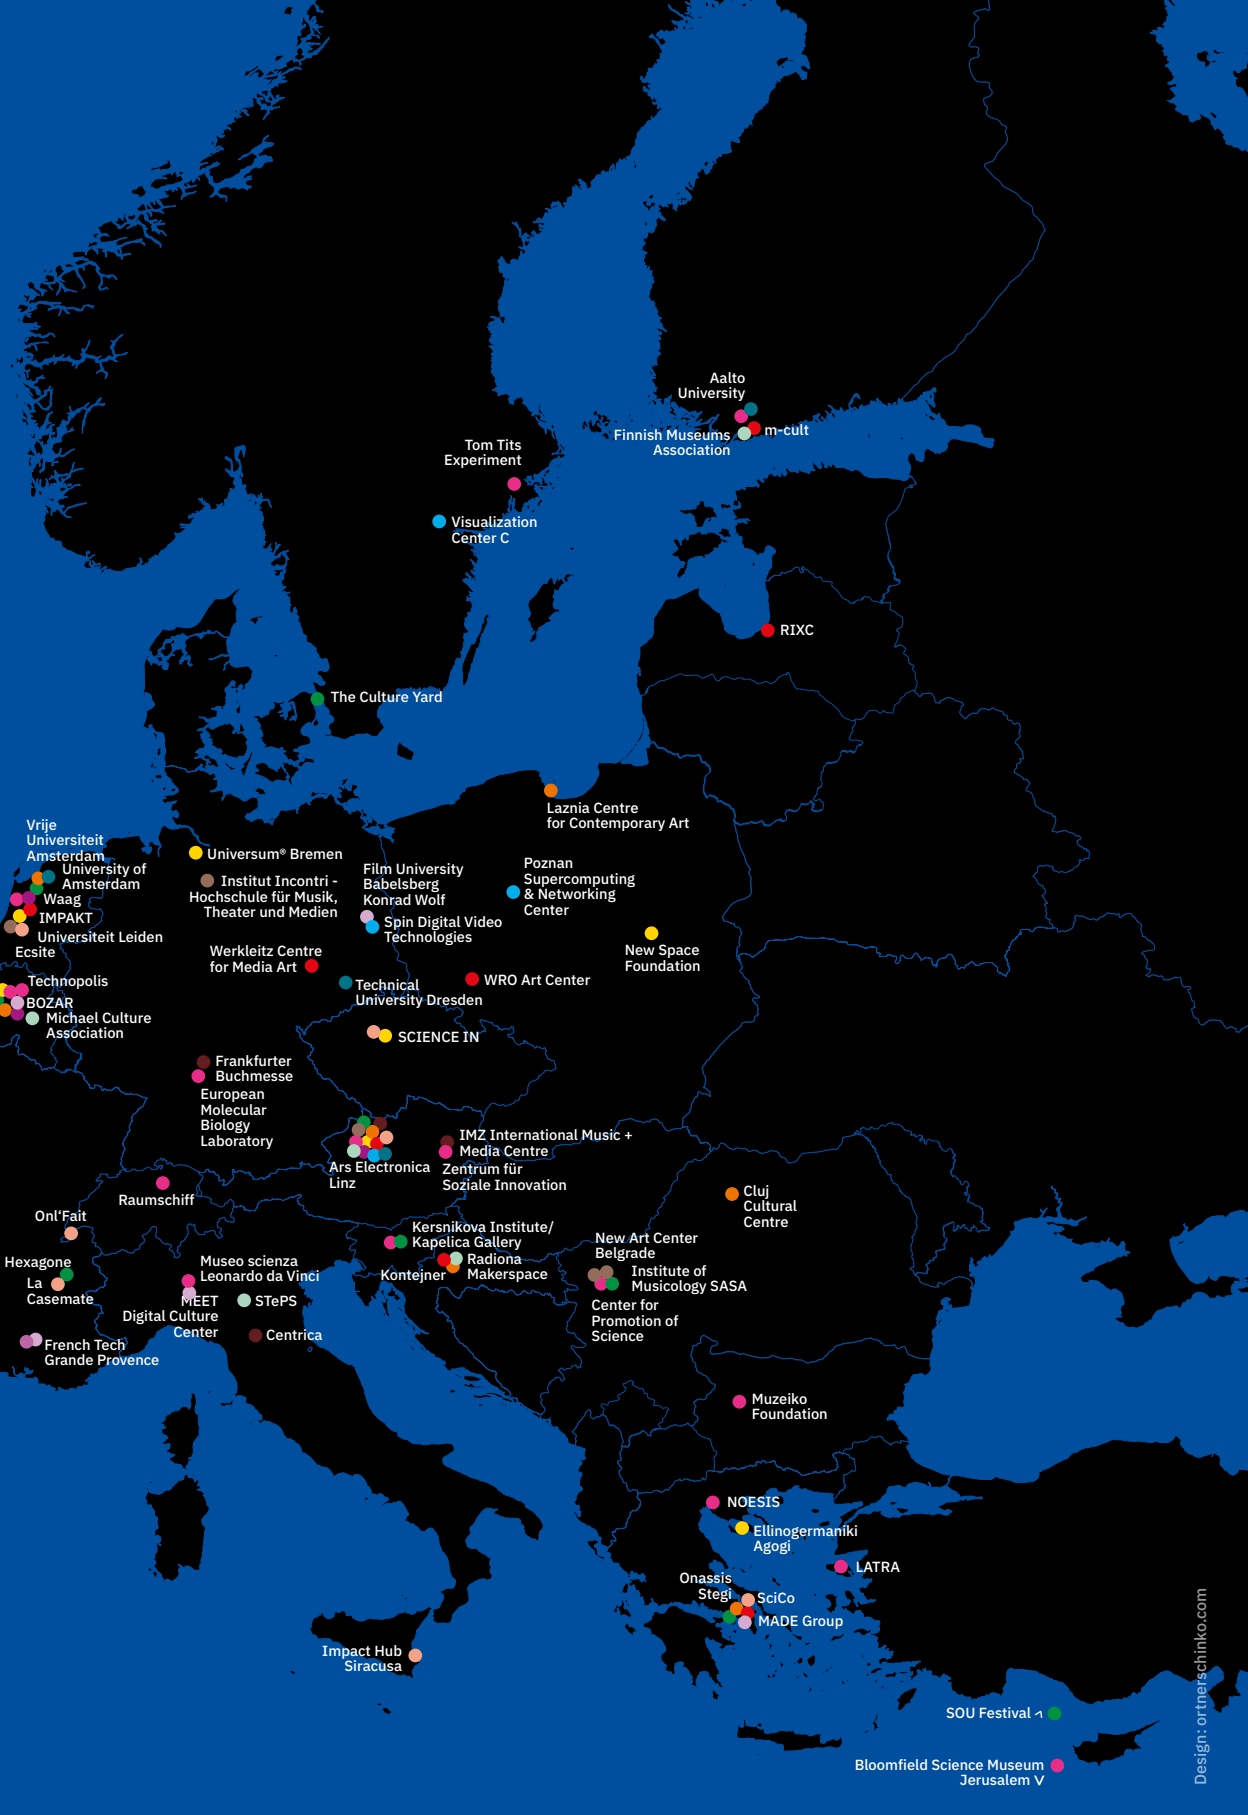 Aalto
University
Finnish Museums
Association
m-cult
Tom Tits
Experiment
Visualization
Center C
RIXC
The Culture Yard
Laznia Centre
for Contemporary Art
Vrije
Universiteit
Amsterdam
University of
Amsterdam
Waag
IMPAKT
Universiteit Leiden
Ecsite
Universum® Bremen
Institut Incontri -
Hochschule für Musik,
Theater und Medien
Film University
Babelsberg
Konrad Wolf
Spin Digital Video
Technologies
Poznan
Supercomputing
& Networking
Center
New Space
Foundation
Werkleitz Centre
for Media Art
Technical
University Dresden
WRO Art Center
Technopolis
BOZAR
Michael Culture
Association
SCIENCE IN
Frankfurter
Buchmesse
European
Molecular
Biology
Laboratory
Ars Electronica
Linz
IMZ International Music +
Media Centre
Zentrum für
Soziale Innovation
Raumschiff
Onl‘Fait
Hexagone
La
Casemate
Museo scienza
Leonardo da Vinci
MEET
Digital Culture
Center
STePS
Centrica
French Tech
Grande Provence
Kersnikova Institute/
Kapelica Gallery
Kontejner
Radiona
Makerspace
Cluj
Cultural
Centre
New Art Center
Belgrade
Institute of
Musicology SASA
Center for
Promotion of
Science
Muzeiko
Foundation
NOESIS
Ellinogermaniki
Agogi
LATRA
Onassis
Stegi
SciCo
MADE Group
Impact Hub
Siracusa
SOU Festival
Bloomfield Science Museum
Jerusalem
Design: ortnerschinko.com